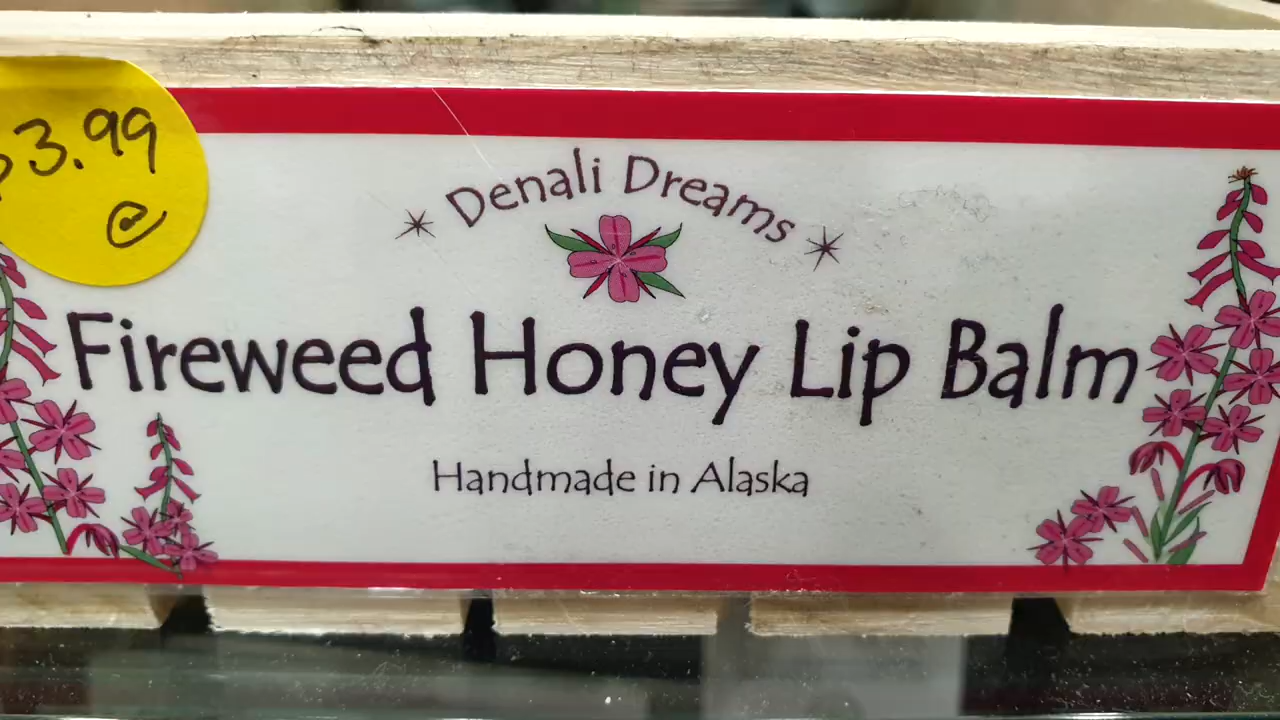 $3.99
@
Denali Dreams
Fireweed Honey Lip Balm
Handmade in Alaska